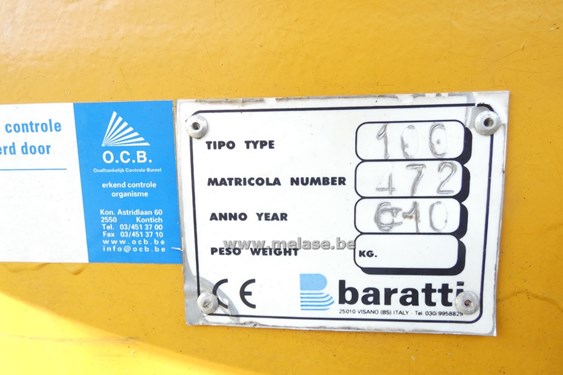 controle
erd door
O.C.B.
Onafhankelijk Controle Bureel
erkend controle
organisme
Kon. Astridlaan 60
2550 Kontich
Tel. 03/451 37 00
Fax 03/451 37 10
www.ocb.be
info@ocb.be
TIPO TYPE 100
MATRICOLA NUMBER 472
ANNO YEAR
PESO WEIGHT KG.
www.melase.be
CE baratti
25010 VISANO (BS) ITALY Tel. 030/9958829